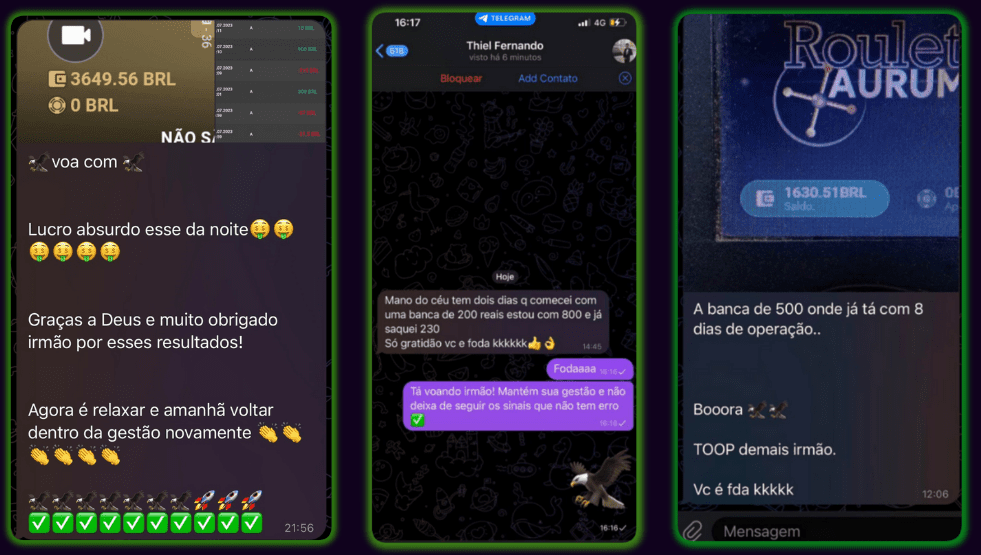 3649.56 BRL
0 BRL
NÃO SA
voa com
Lucro absurdo esse da noite🤑🤑
🤑🤑🤑🤑
Graças a Deus e muito obrigado
irmão por esses resultados!
Agora é relaxar e amanhã voltar
dentro da gestão novamente 👏👏
👏👏👏👏
🚀🚀🚀
✅✅✅✅✅✅✅✅✅✅
21:56
16:17
TELEGRAM
4G
518
Thiel Fernando
visto há 6 minutos
Bloquear
Add Contato
Hoje
Mano do céu tem dois dias q comecei com
uma banca de 200 reais estou com 800 e já
saquei 230
Só gratidão vc e foda kkkkkk👍👌
14:45
Fodaaaa
16:16
Tá voando irmão! Mantém sua gestão e não
deixa de seguir os sinais que não tem erro
✅
16:16
16:16
Roulet
AURUM
1630.51BRL
Saldo.
A banca de 500 onde já tá com 8
dias de operação..
Booora
TOOP demais irmão.
Vc é fda kkkkk
12:06
Mensagem